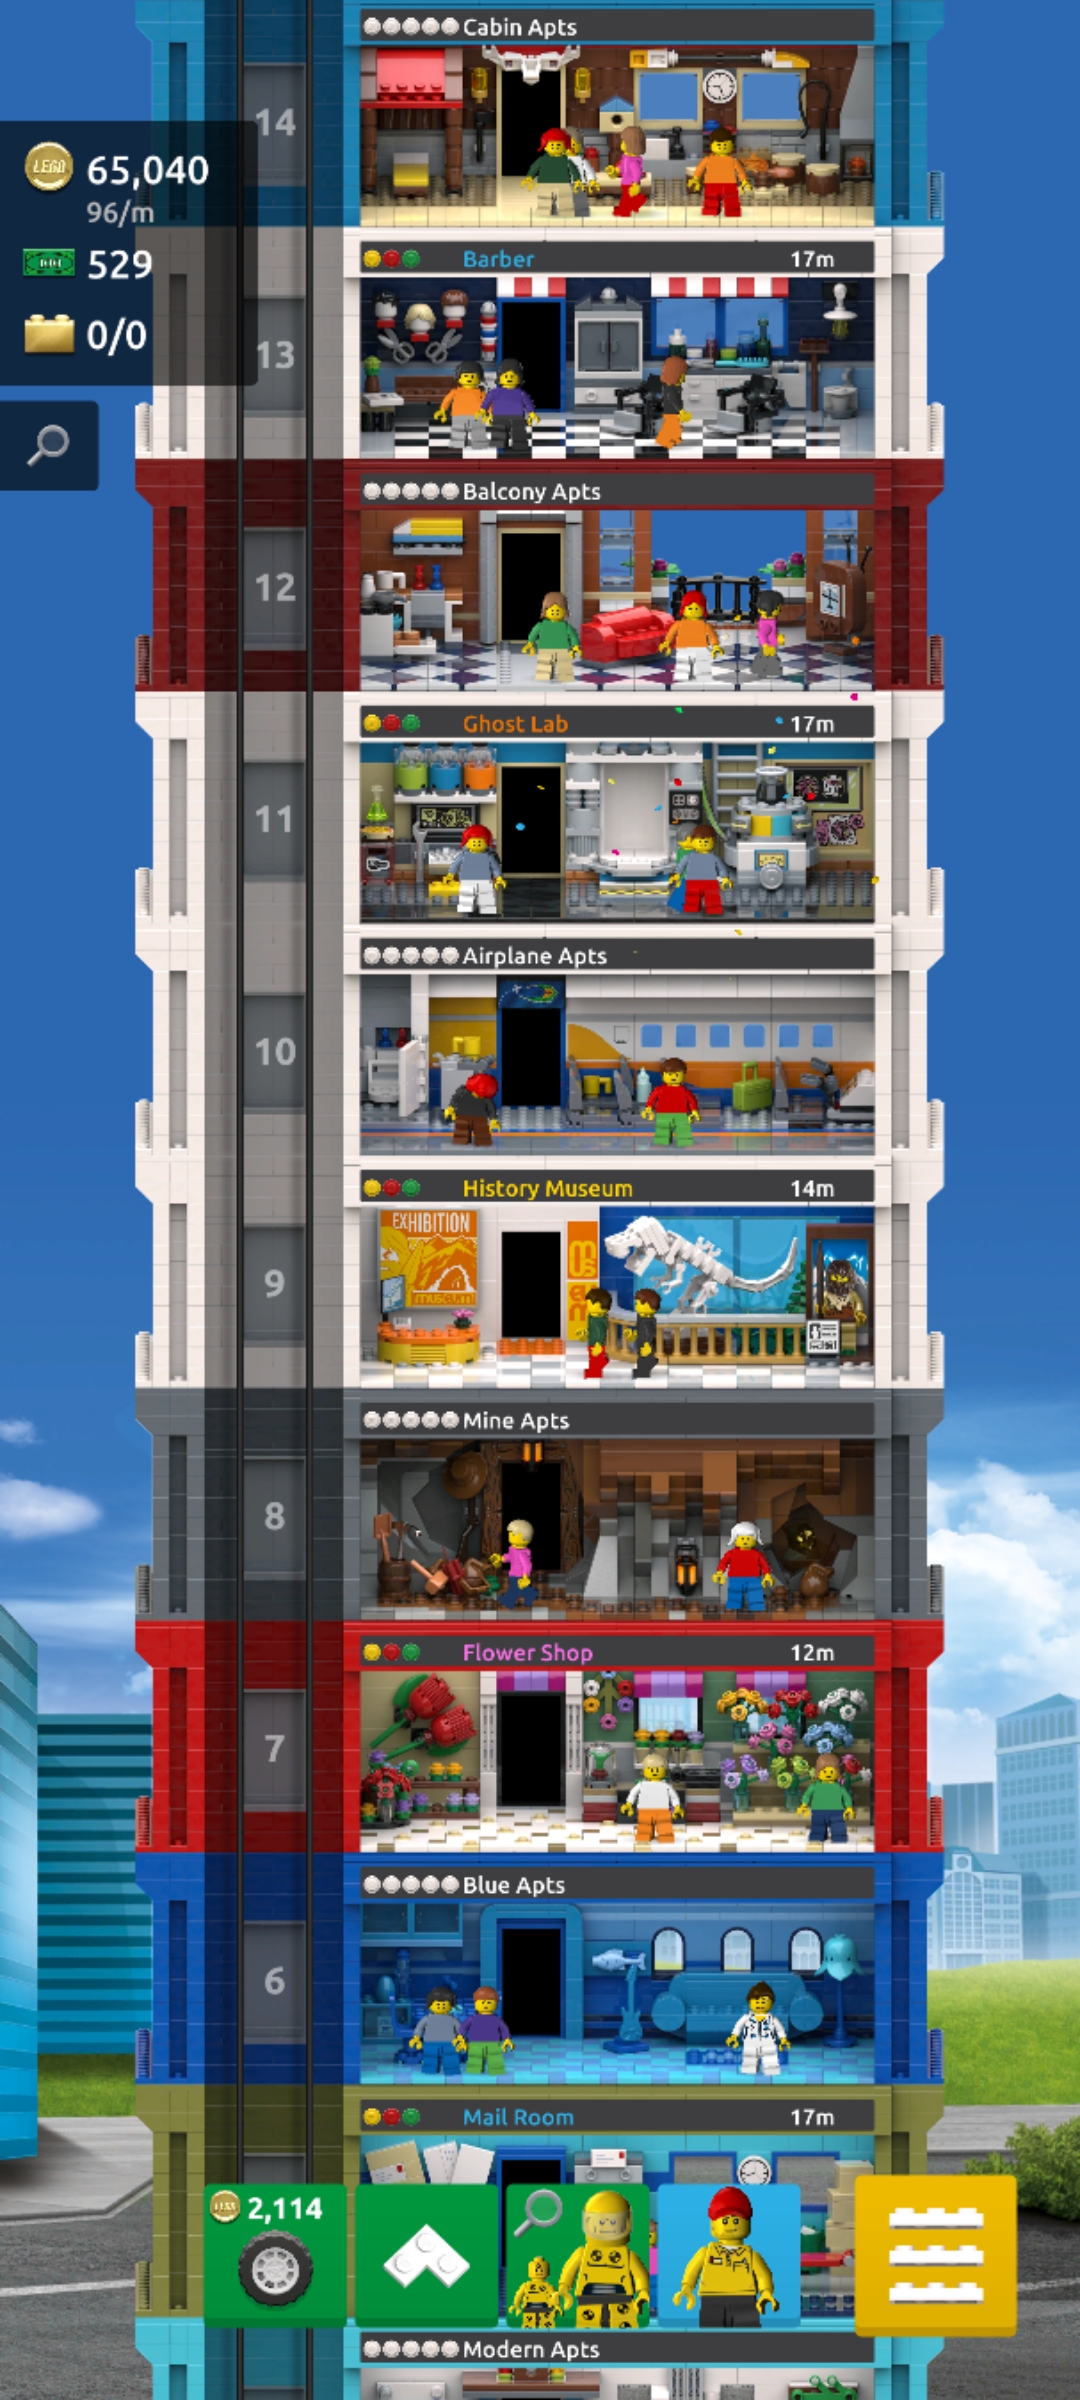 Cabin Apts
14
LEGO 65,040
96/m
529
0/0
Barber 17m
13
Balcony Apts
12
Ghost Lab 17m
11
Airplane Apts
10
History Museum 14m
EXHIBITION
museum
9
Mine Apts
8
Flower Shop 12m
7
Blue Apts
6
Mail Room 17m
2,114
Modern Apts